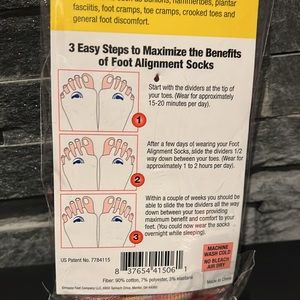 such as bunions, hammertoes, plantar
fasciitis, foot cramps, toe cramps, crooked toes and
general foot discomfort.
3 Easy Steps to Maximize the Benefits
of Foot Alignment Socks
Start with the dividers at the tip of
your toes. (Wear for approximately
15-20 minutes per day).
1
After a few days of wearing your Foot
Alignment Socks, slide the dividers 1/2
way down between your toes. (Wear for
approximately 1 to 2 hours per day).
2
Within a couple of weeks you should be
able to slide the toe dividers all the way
down between your toes providing
maximum benefit and comfort for your
feet. (You could now wear the socks
overnight while sleeping).
3
US Patent No. 7784115
8 37654 41506 1
MACHINE
WASH COLD
NO BLEACH
AIR DRY
Fiber: 90% cotton, 7% polyester, 3% elastane
Made in China